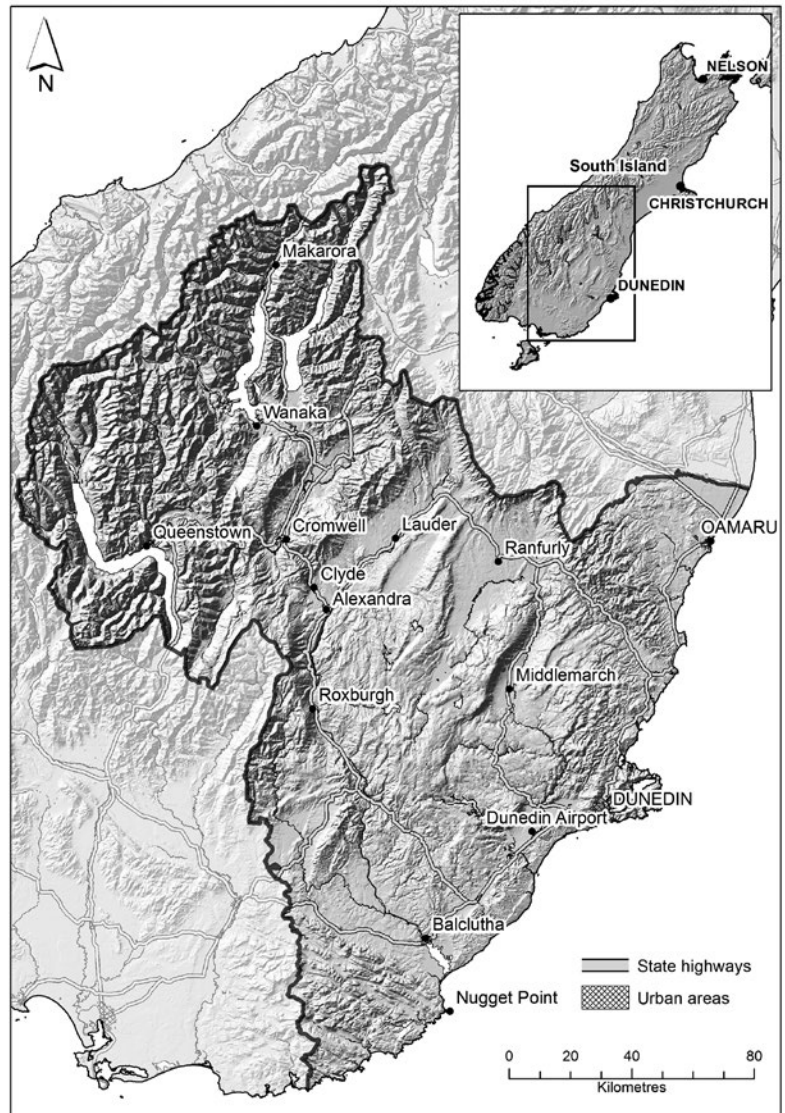 N
NELSON
South Island
CHRISTCHURCH
DUNEDIN
Makarora
Wanaka
Queenstown
Cromwell
Lauder
Ranfurly
OAMARU
Clyde
Alexandra
Middlemarch
Roxburgh
DUNEDIN
Dunedin Airport
Balclutha
State highways
Nugget Point
Urban areas
0 20 40 60 80
Kilometres